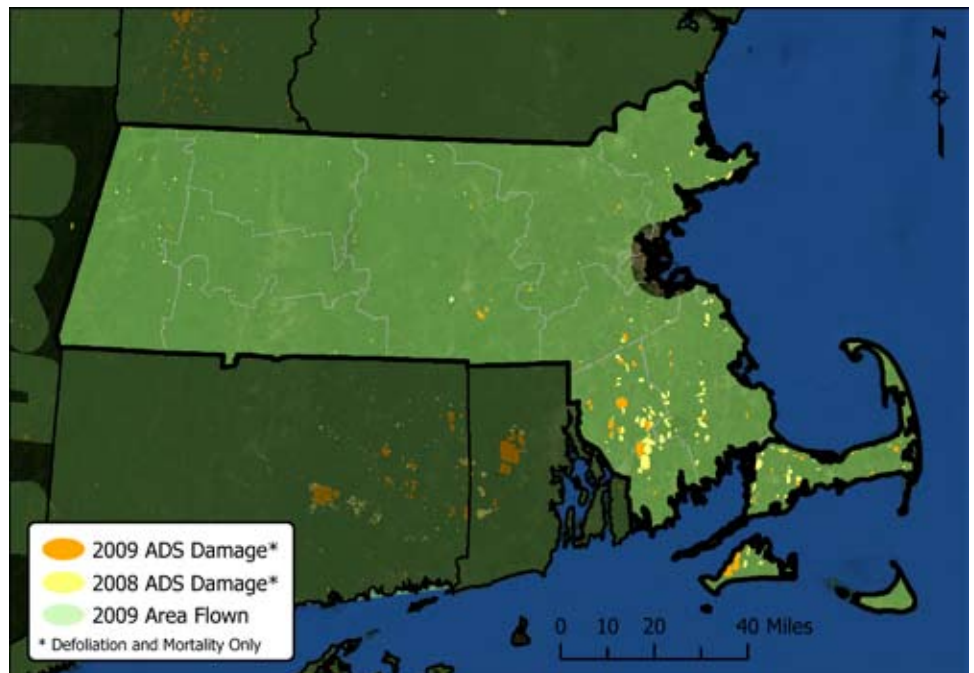 N
2009 ADS Damage*
2008 ADS Damage*
2009 Area Flown
* Defoliation and Mortality Only
0 10 20 40 Miles